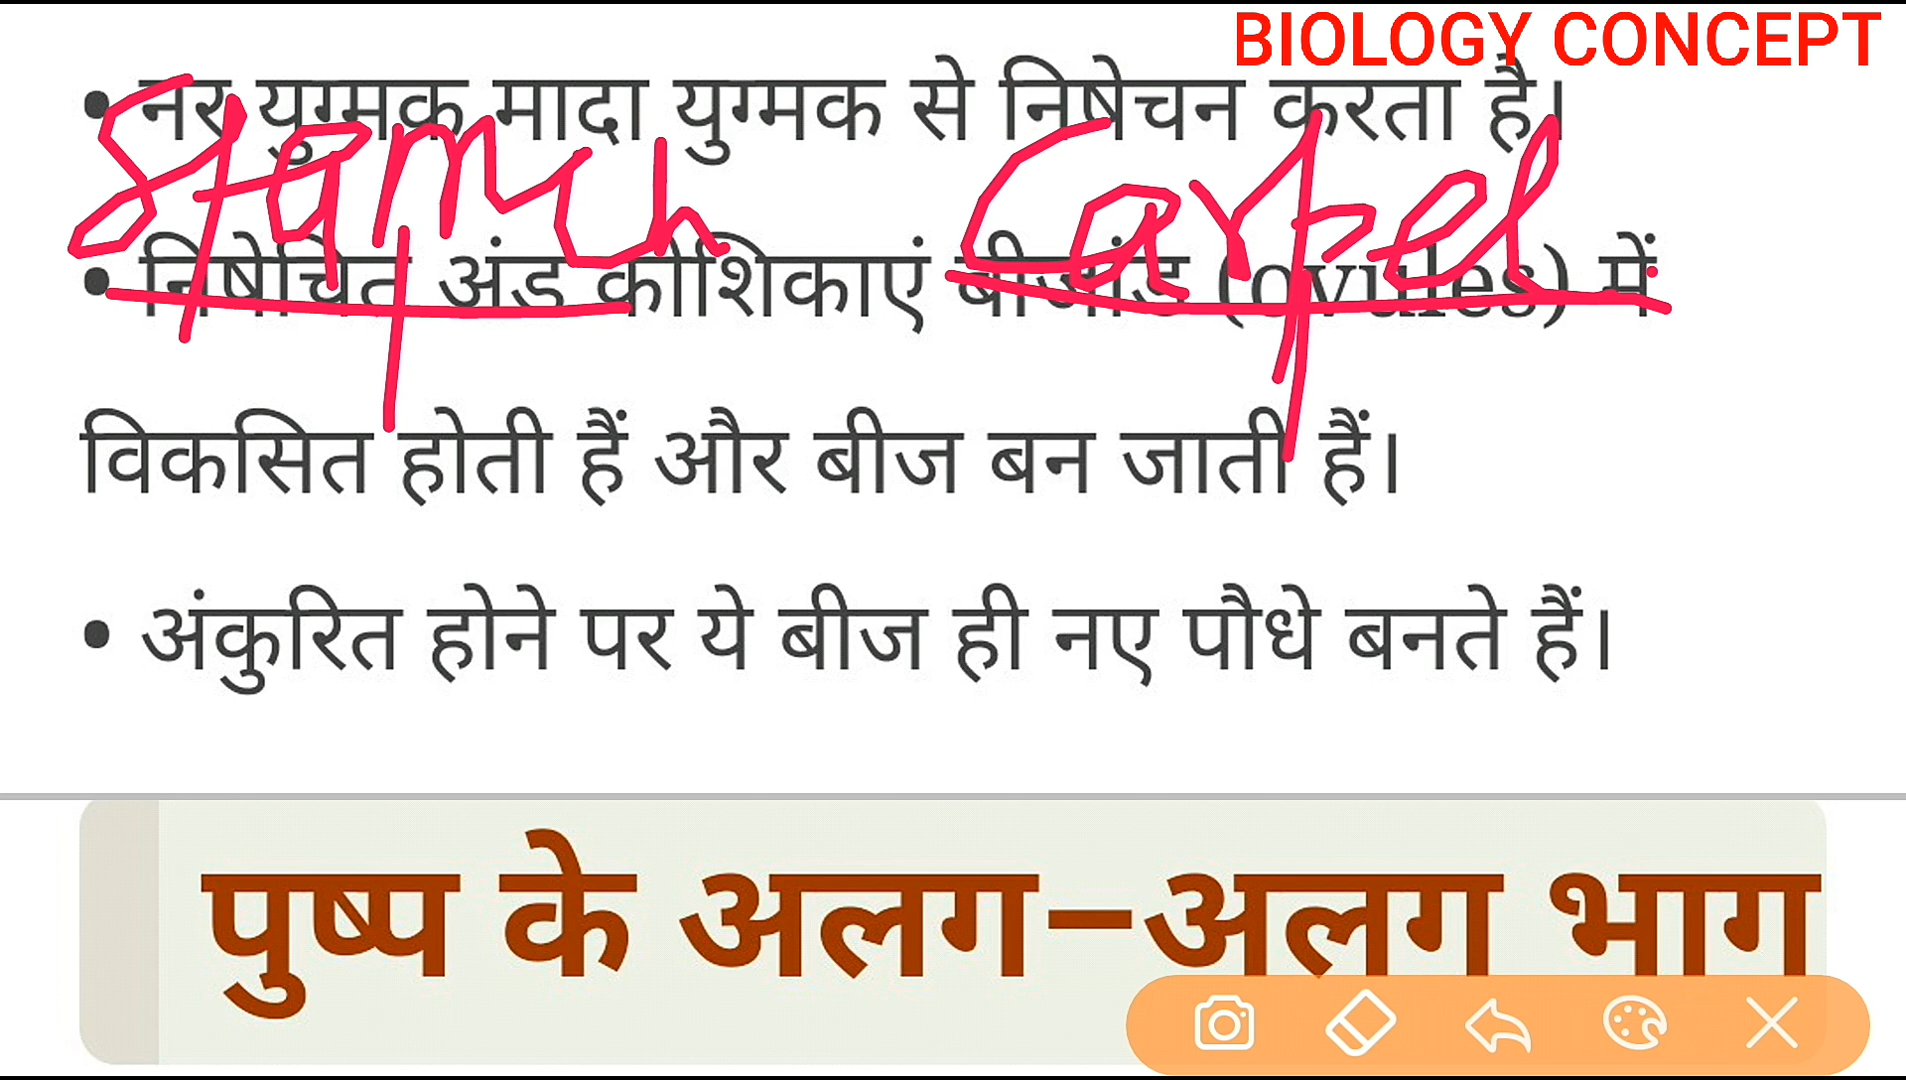 BIOLOGY CONCEPT
• नर युग्मक मादा युग्मक से निषेचन करता है।
Stamen Carpel
• निषेचित अंड कोशिकाएं बीजांड (ovules) में
विकसित होती हैं और बीज बन जाती हैं।
• अंकुरित होने पर ये बीज ही नए पौधे बनते हैं।
पुष्प के अलग–अलग भाग